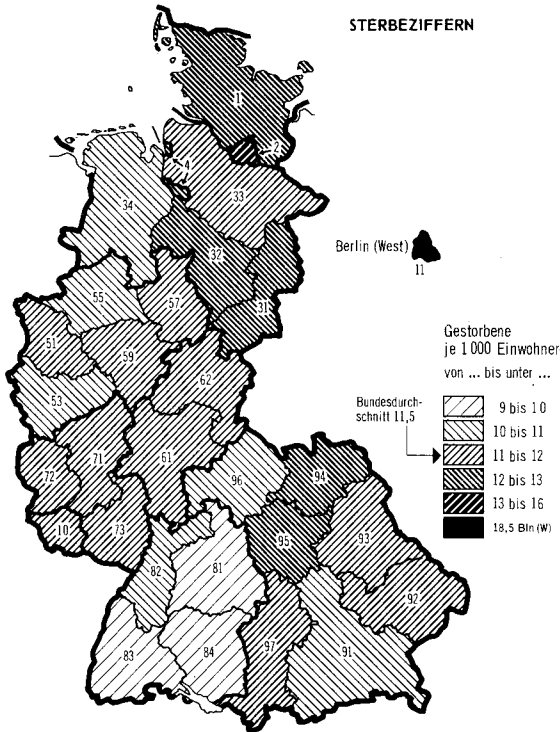 STERBEZIFFERN
11
2
4
33
34
32
Berlin (West)
11
55
57
31
51
59
62
53
71
61
72
96
94
10
73
95
93
82
81
92
83
84
97
91
Gestorbene
je 1000 Einwohner
von ... bis unter ...
Bundesdurch-
schnitt 11,5
9 bis 10
10 bis 11
11 bis 12
12 bis 13
13 bis 16
18,5 Bln (W)